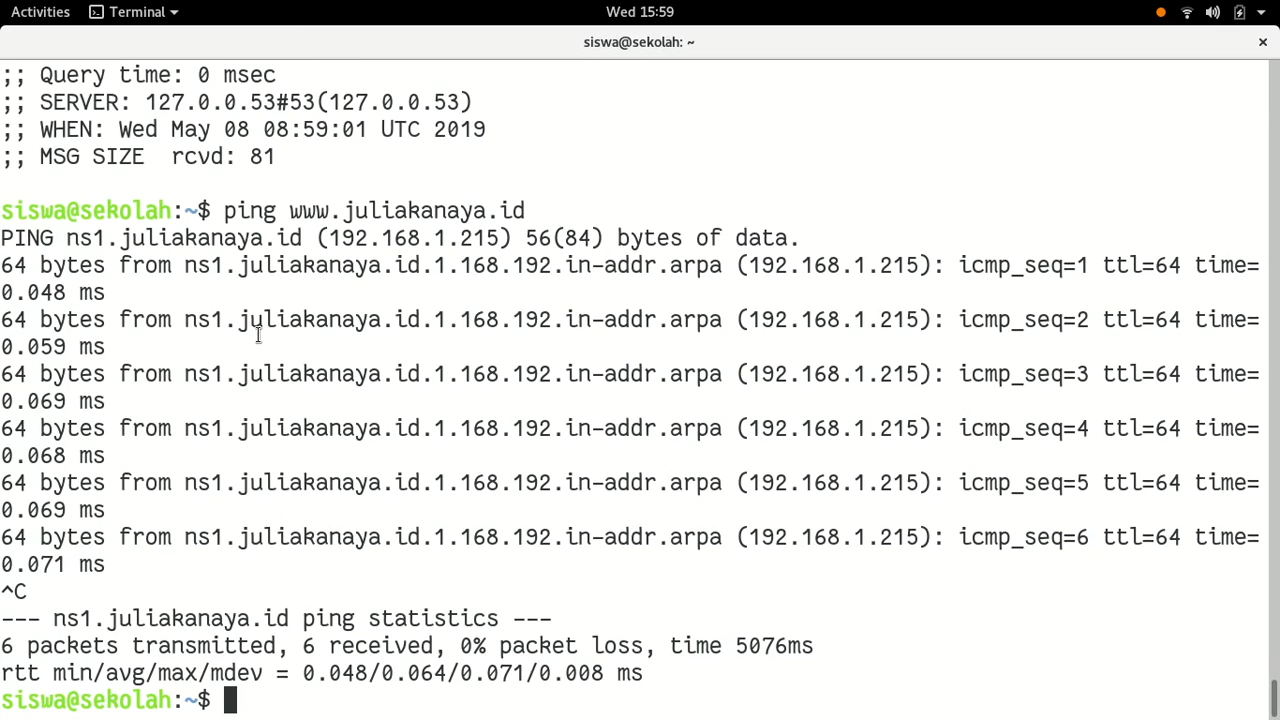 Activities Terminal Wed 15:59
siswa@sekolah: ~ ×
;; Query time: 0 msec
;; SERVER: 127.0.0.53#53(127.0.0.53)
;; WHEN: Wed May 08 08:59:01 UTC 2019
;; MSG SIZE  rcvd: 81
siswa@sekolah:~$ ping www.juliakanaya.id
PING ns1.juliakanaya.id (192.168.1.215) 56(84) bytes of data.
64 bytes from ns1.juliakanaya.id.1.168.192.in-addr.arpa (192.168.1.215): icmp_seq=1 ttl=64 time=
0.048 ms
64 bytes from ns1.juliakanaya.id.1.168.192.in-addr.arpa (192.168.1.215): icmp_seq=2 ttl=64 time=
0.059 ms
64 bytes from ns1.juliakanaya.id.1.168.192.in-addr.arpa (192.168.1.215): icmp_seq=3 ttl=64 time=
0.069 ms
64 bytes from ns1.juliakanaya.id.1.168.192.in-addr.arpa (192.168.1.215): icmp_seq=4 ttl=64 time=
0.068 ms
64 bytes from ns1.juliakanaya.id.1.168.192.in-addr.arpa (192.168.1.215): icmp_seq=5 ttl=64 time=
0.069 ms
64 bytes from ns1.juliakanaya.id.1.168.192.in-addr.arpa (192.168.1.215): icmp_seq=6 ttl=64 time=
0.071 ms
^C
--- ns1.juliakanaya.id ping statistics ---
6 packets transmitted, 6 received, 0% packet loss, time 5076ms
rtt min/avg/max/mdev = 0.048/0.064/0.071/0.008 ms
siswa@sekolah:~$